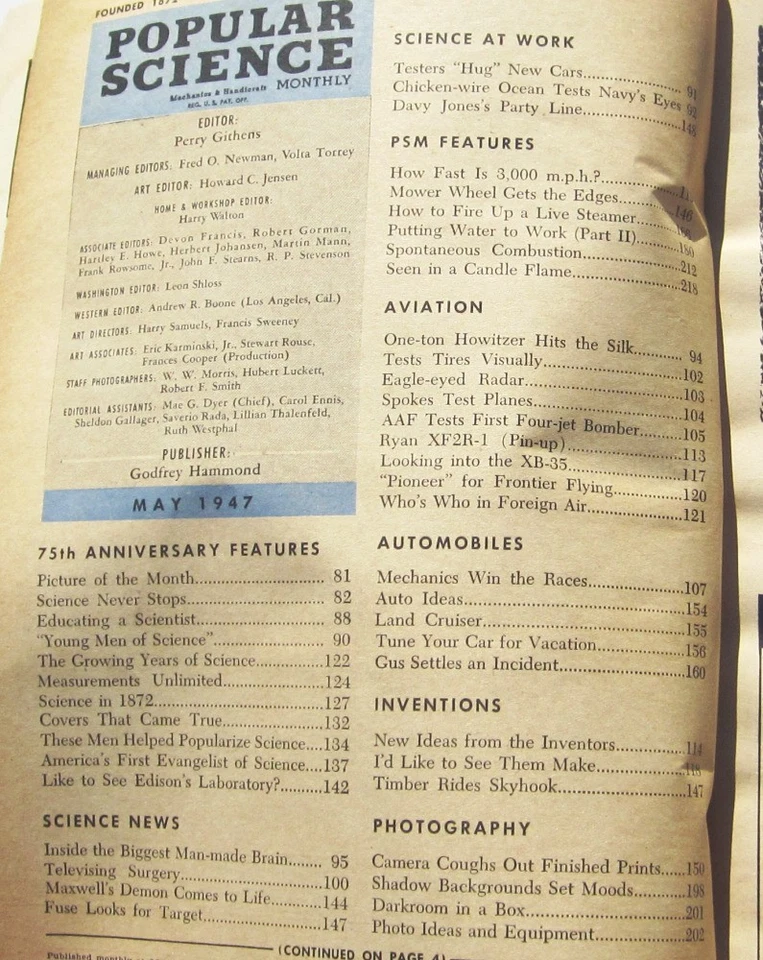 FOUNDED 1872
POPULAR
SCIENCE
MONTHLY
Mechanics & Handicraft
REG. U.S. PAT. OFF.
EDITOR:
Perry Githens
MANAGING EDITORS: Fred O. Newman, Volta Torrey
ART EDITOR: Howard C. Jensen
HOME & WORKSHOP EDITOR:
Harry Walton
ASSOCIATE EDITORS: Devon Francis, Robert Gorman,
Hartley E. Howe, Herbert Johansen, Martin Mann,
Frank Rowsome, Jr., John F. Stearns, R. P. Stevenson
WASHINGTON EDITOR: Leon Shloss
WESTERN EDITOR: Andrew R. Boone (Los Angeles, Cal.)
ART DIRECTORS: Harry Samuels, Francis Sweeney
ART ASSOCIATES: Eric Karminski, Jr., Stewart Rouse,
Frances Cooper (Production)
STAFF PHOTOGRAPHERS: W. W. Morris, Hubert Luckett,
Robert F. Smith
EDITORIAL ASSISTANTS: Mae G. Dyer (Chief), Carol Ennis,
Sheldon Gallager, Saverio Rada, Lillian Thalenfeld,
Ruth Westphal
PUBLISHER:
Godfrey Hammond
MAY 1947
75th ANNIVERSARY FEATURES
Picture of the Month 81
Science Never Stops 82
Educating a Scientist 88
"Young Men of Science" 90
The Growing Years of Science 122
Measurements Unlimited 124
Science in 1872 127
Covers That Came True 132
These Men Helped Popularize Science 134
America's First Evangelist of Science 137
Like to See Edison's Laboratory? 142
SCIENCE NEWS
Inside the Biggest Man-made Brain 95
Televising Surgery 100
Maxwell's Demon Comes to Life 144
Fuse Looks for Target 147
SCIENCE AT WORK
Testers "Hug" New Cars 91
Chicken-wire Ocean Tests Navy's Eyes 92
Davy Jones's Party Line 148
PSM FEATURES
How Fast Is 3,000 m.p.h.?
Mower Wheel Gets the Edges 146
How to Fire Up a Live Steamer
Putting Water to Work (Part II) 180
Spontaneous Combustion 212
Seen in a Candle Flame 218
AVIATION
One-ton Howitzer Hits the Silk 94
Tests Tires Visually 102
Eagle-eyed Radar 103
Spokes Test Planes 104
AAF Tests First Four-jet Bomber 105
Ryan XF2R-1 (Pin-up) 113
Looking into the XB-35 117
"Pioneer" for Frontier Flying 120
Who's Who in Foreign Air 121
AUTOMOBILES
Mechanics Win the Races 107
Auto Ideas 154
Land Cruiser 155
Tune Your Car for Vacation 156
Gus Settles an Incident 160
INVENTIONS
New Ideas from the Inventors 114
I'd Like to See Them Make 118
Timber Rides Skyhook 147
PHOTOGRAPHY
Camera Coughs Out Finished Prints 150
Shadow Backgrounds Set Moods 198
Darkroom in a Box 201
Photo Ideas and Equipment 202
(CONTINUED ON PAGE 4)
Published monthly